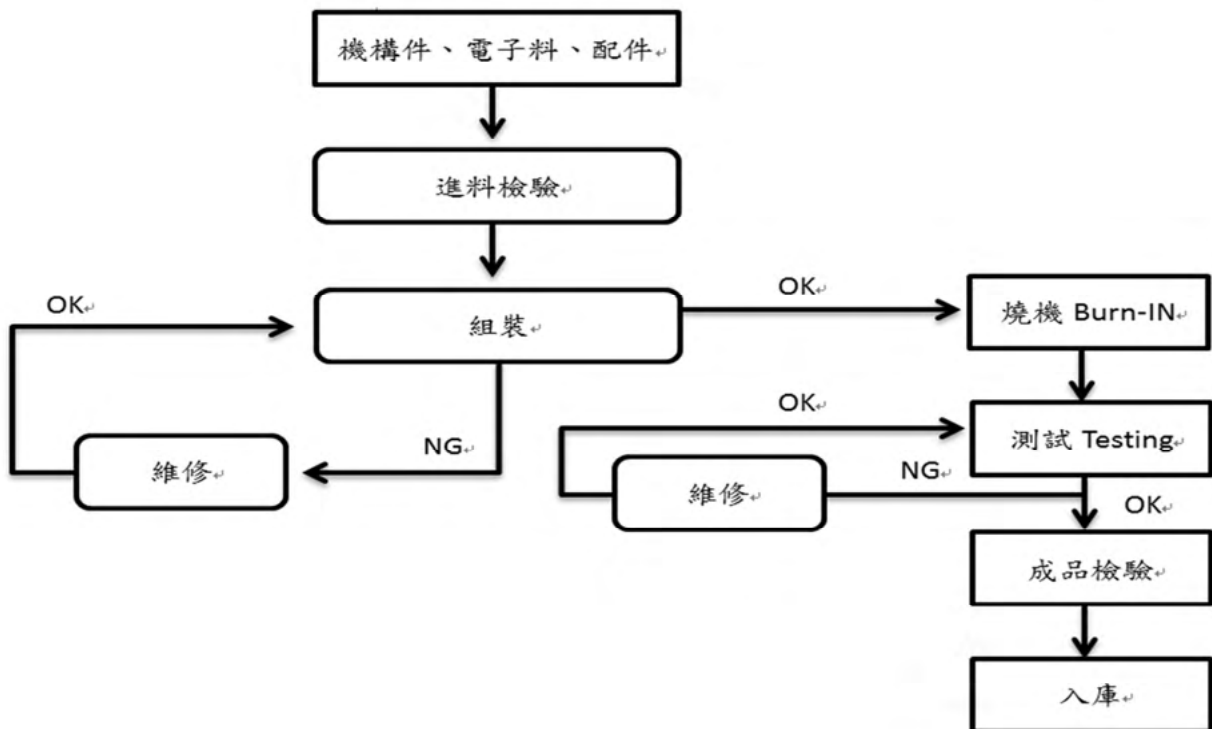 機構件、電子料、配件
進料檢驗
組裝
OK
OK
燒機 Burn-IN
NG
維修
OK
測試 Testing
NG
維修
OK
成品檢驗
入庫